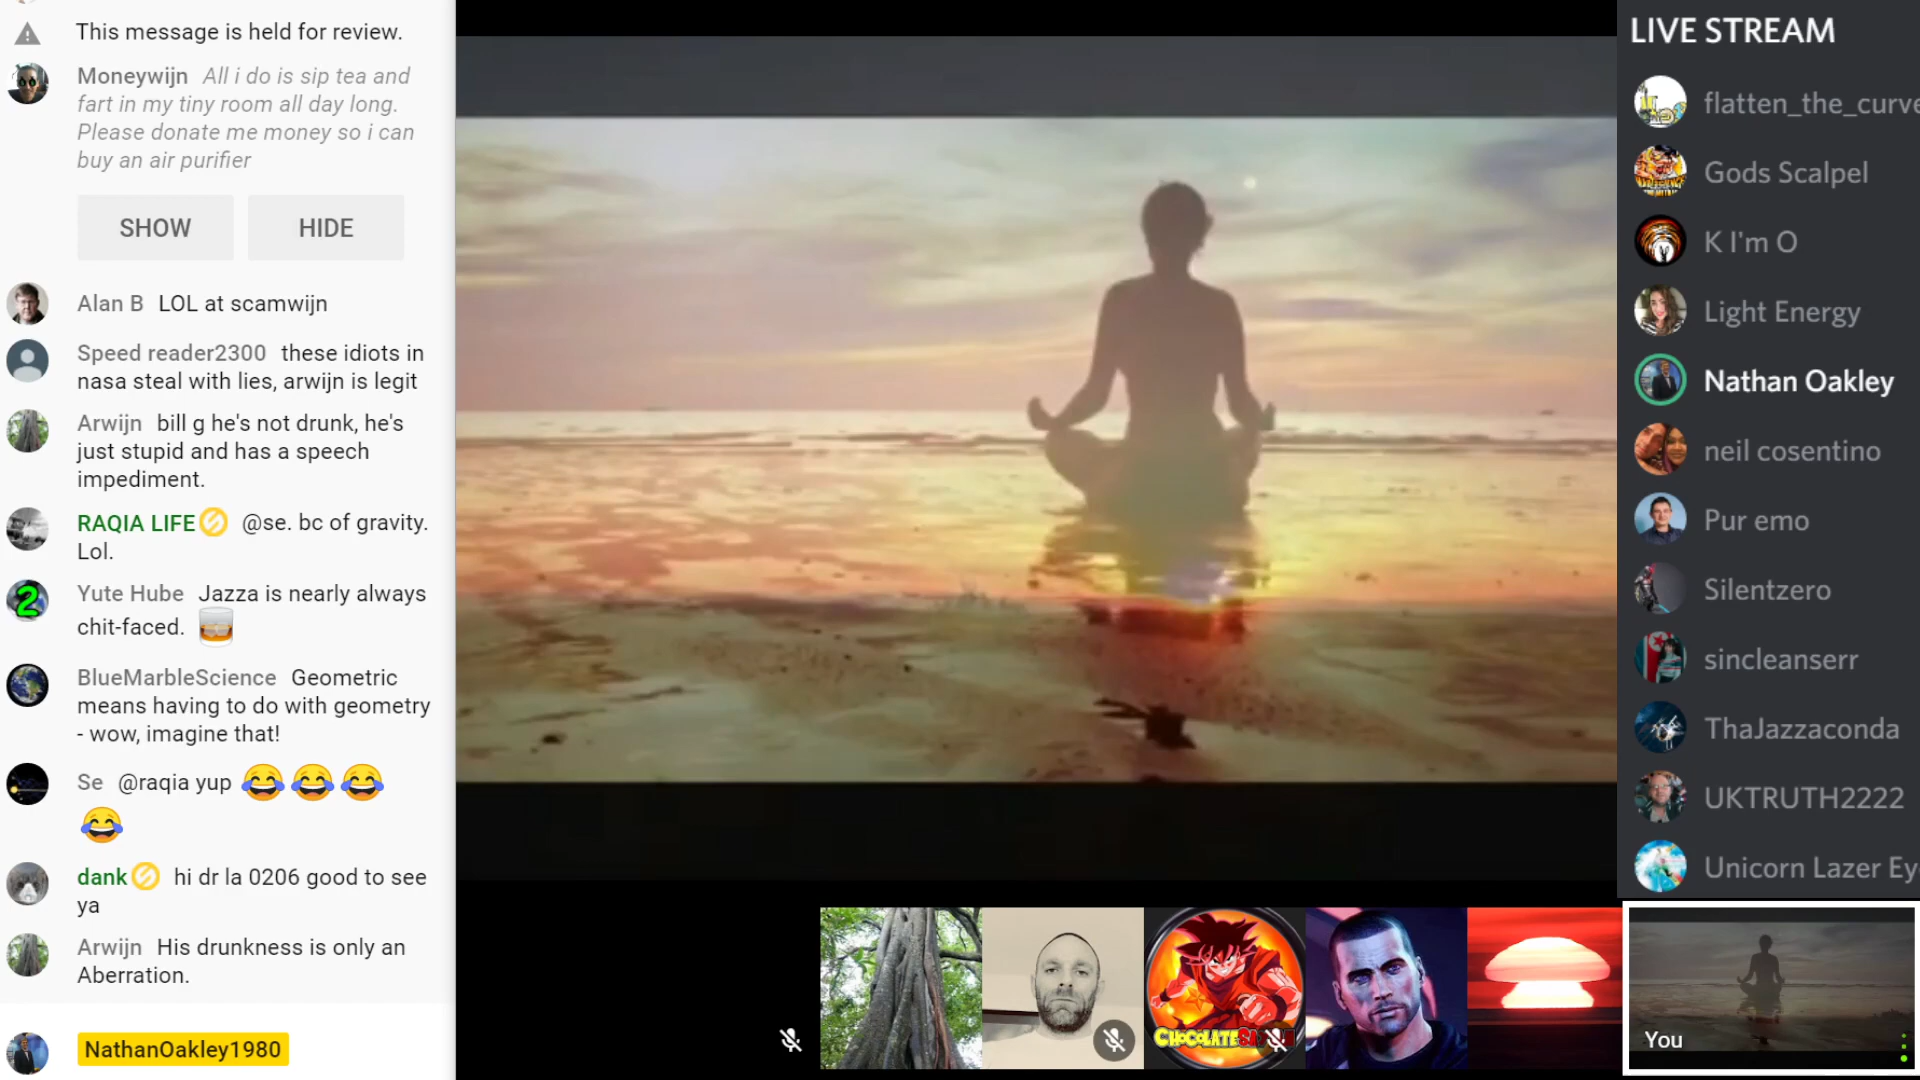 This message is held for review.
Moneywijn All i do is sip tea and
fart in my tiny room all day long.
Please donate me money so i can
buy an air purifier
SHOW HIDE
Alan B LOL at scamwijn
Speed reader2300 these idiots in
nasa steal with lies, arwijn is legit
Arwijn bill g he's not drunk, he's
just stupid and has a speech
impediment.
RAQIA LIFE @se. bc of gravity.
Lol.
Yute Hube Jazza is nearly always
chit-faced. 🥃
2
BlueMarbleScience Geometric
means having to do with geometry
- wow, imagine that!
Se @raqia yup 😂😂😂
😂
dank hi dr la 0206 good to see
ya
Arwijn His drunkness is only an
Aberration.
NathanOakley1980
LIVE STREAM
flatten_the_curve
Gods Scalpel
K I'm O
Light Energy
Nathan Oakley
neil cosentino
Pur emo
Silentzero
sincleanserr
ThaJazzaconda
UKTRUTH2222
Unicorn Lazer Ey
CHOCOLATE
You